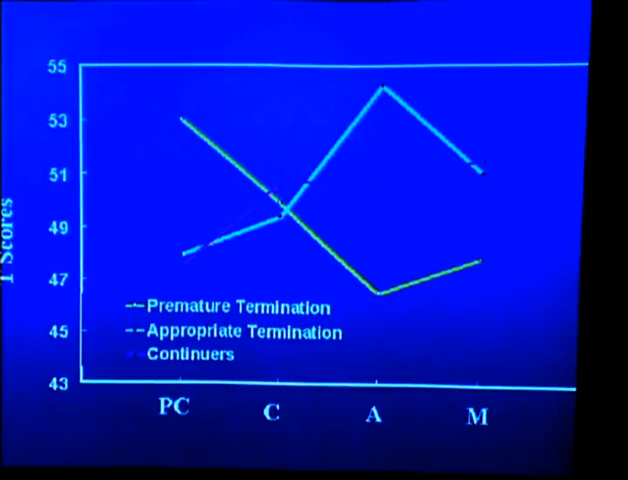 55
53
51
49
47
45
43
T Scores
Premature Termination
Appropriate Termination
Continuers
PC
C
A
M